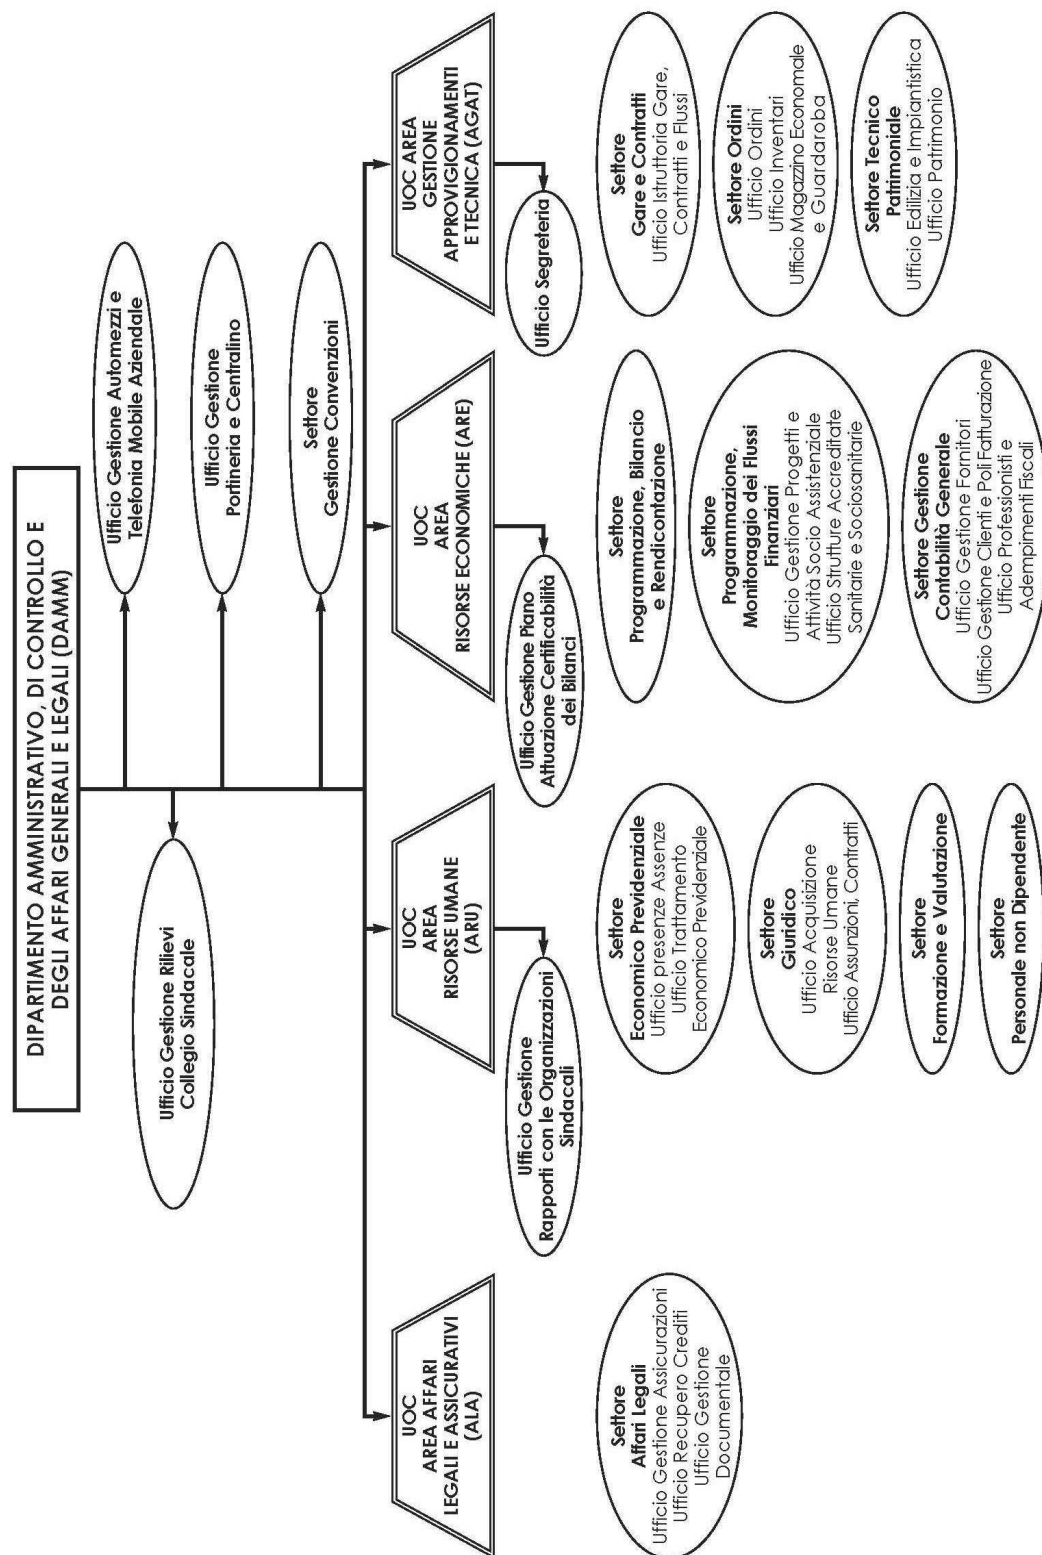 DIPARTIMENTO AMMINISTRATIVO, DI CONTROLLO E
DEGLI AFFARI GENERALI E LEGALI (DAMM)
Ufficio Gestione Rilievi
Collegio Sindacale
Ufficio Gestione Automezzi e
Telefonia Mobile Aziendale
Ufficio Gestione
Portineria e Centralino
Settore
Gestione Convenzioni
UOC
AREA AFFARI
LEGALI E ASSICURATIVI
(ALA)
Settore
Affari Legali
Ufficio Gestione Assicurazioni
Ufficio Recupero Crediti
Ufficio Gestione
Documentale
UOC
AREA
RISORSE UMANE
(ARU)
Ufficio Gestione
Rapporti con le Organizzazioni
Sindacali
Settore
Economico Previdenziale
Ufficio presenze Assenze
Ufficio Trattamento
Economico Previdenziale
Settore
Giuridico
Ufficio Acquisizione
Risorse Umane
Ufficio Assunzioni, Contratti
Settore
Formazione e Valutazione
Settore
Personale non Dipendente
UOC
AREA
RISORSE ECONOMICHE (ARE)
Ufficio Gestione Piano
Attuazione Certificabilità
dei Bilanci
Settore
Programmazione, Bilancio
e Rendicontazione
Settore
Programmazione,
Monitoraggio dei Flussi
Finanziari
Ufficio Gestione Progetti e
Attività Socio Assistenziale
Ufficio Strutture Accreditate
Sanitarie e Sociosanitarie
Settore Gestione
Contabilità Generale
Ufficio Gestione Fornitori
Ufficio Gestione Clienti e Poli Fatturazione
Ufficio Professionisti e
Adempimenti Fiscali
UOC AREA
GESTIONE
APPROVIGIONAMENTI
E TECNICA (AGAT)
Ufficio Segreteria
Settore
Gare e Contratti
Ufficio Istruttoria Gare,
Contratti e Flussi
Settore Ordini
Ufficio Ordini
Ufficio Inventari
Ufficio Magazzino Economale
e Guardaroba
Settore Tecnico
Patrimoniale
Ufficio Edilizia e Impiantistica
Ufficio Patrimonio